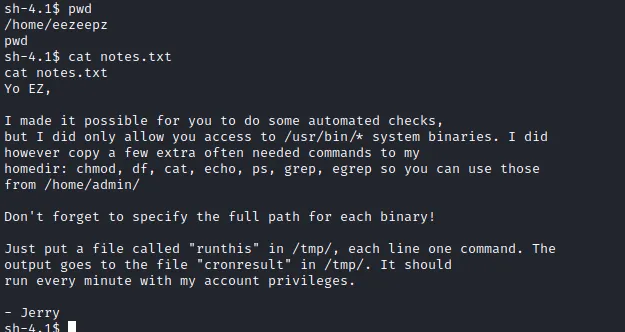 sh-4.1$ pwd
/home/eezeepz
pwd
sh-4.1$ cat notes.txt
cat notes.txt
Yo EZ,
I made it possible for you to do some automated checks,
but I did only allow you access to /usr/bin/* system binaries. I did
however copy a few extra often needed commands to my
homedir: chmod, df, cat, echo, ps, grep, egrep so you can use those
from /home/admin/
Don't forget to specify the full path for each binary!
Just put a file called "runthis" in /tmp/, each line one command. The
output goes to the file "cronresult" in /tmp/. It should
run every minute with my account privileges.
- Jerry
sh-4.1$